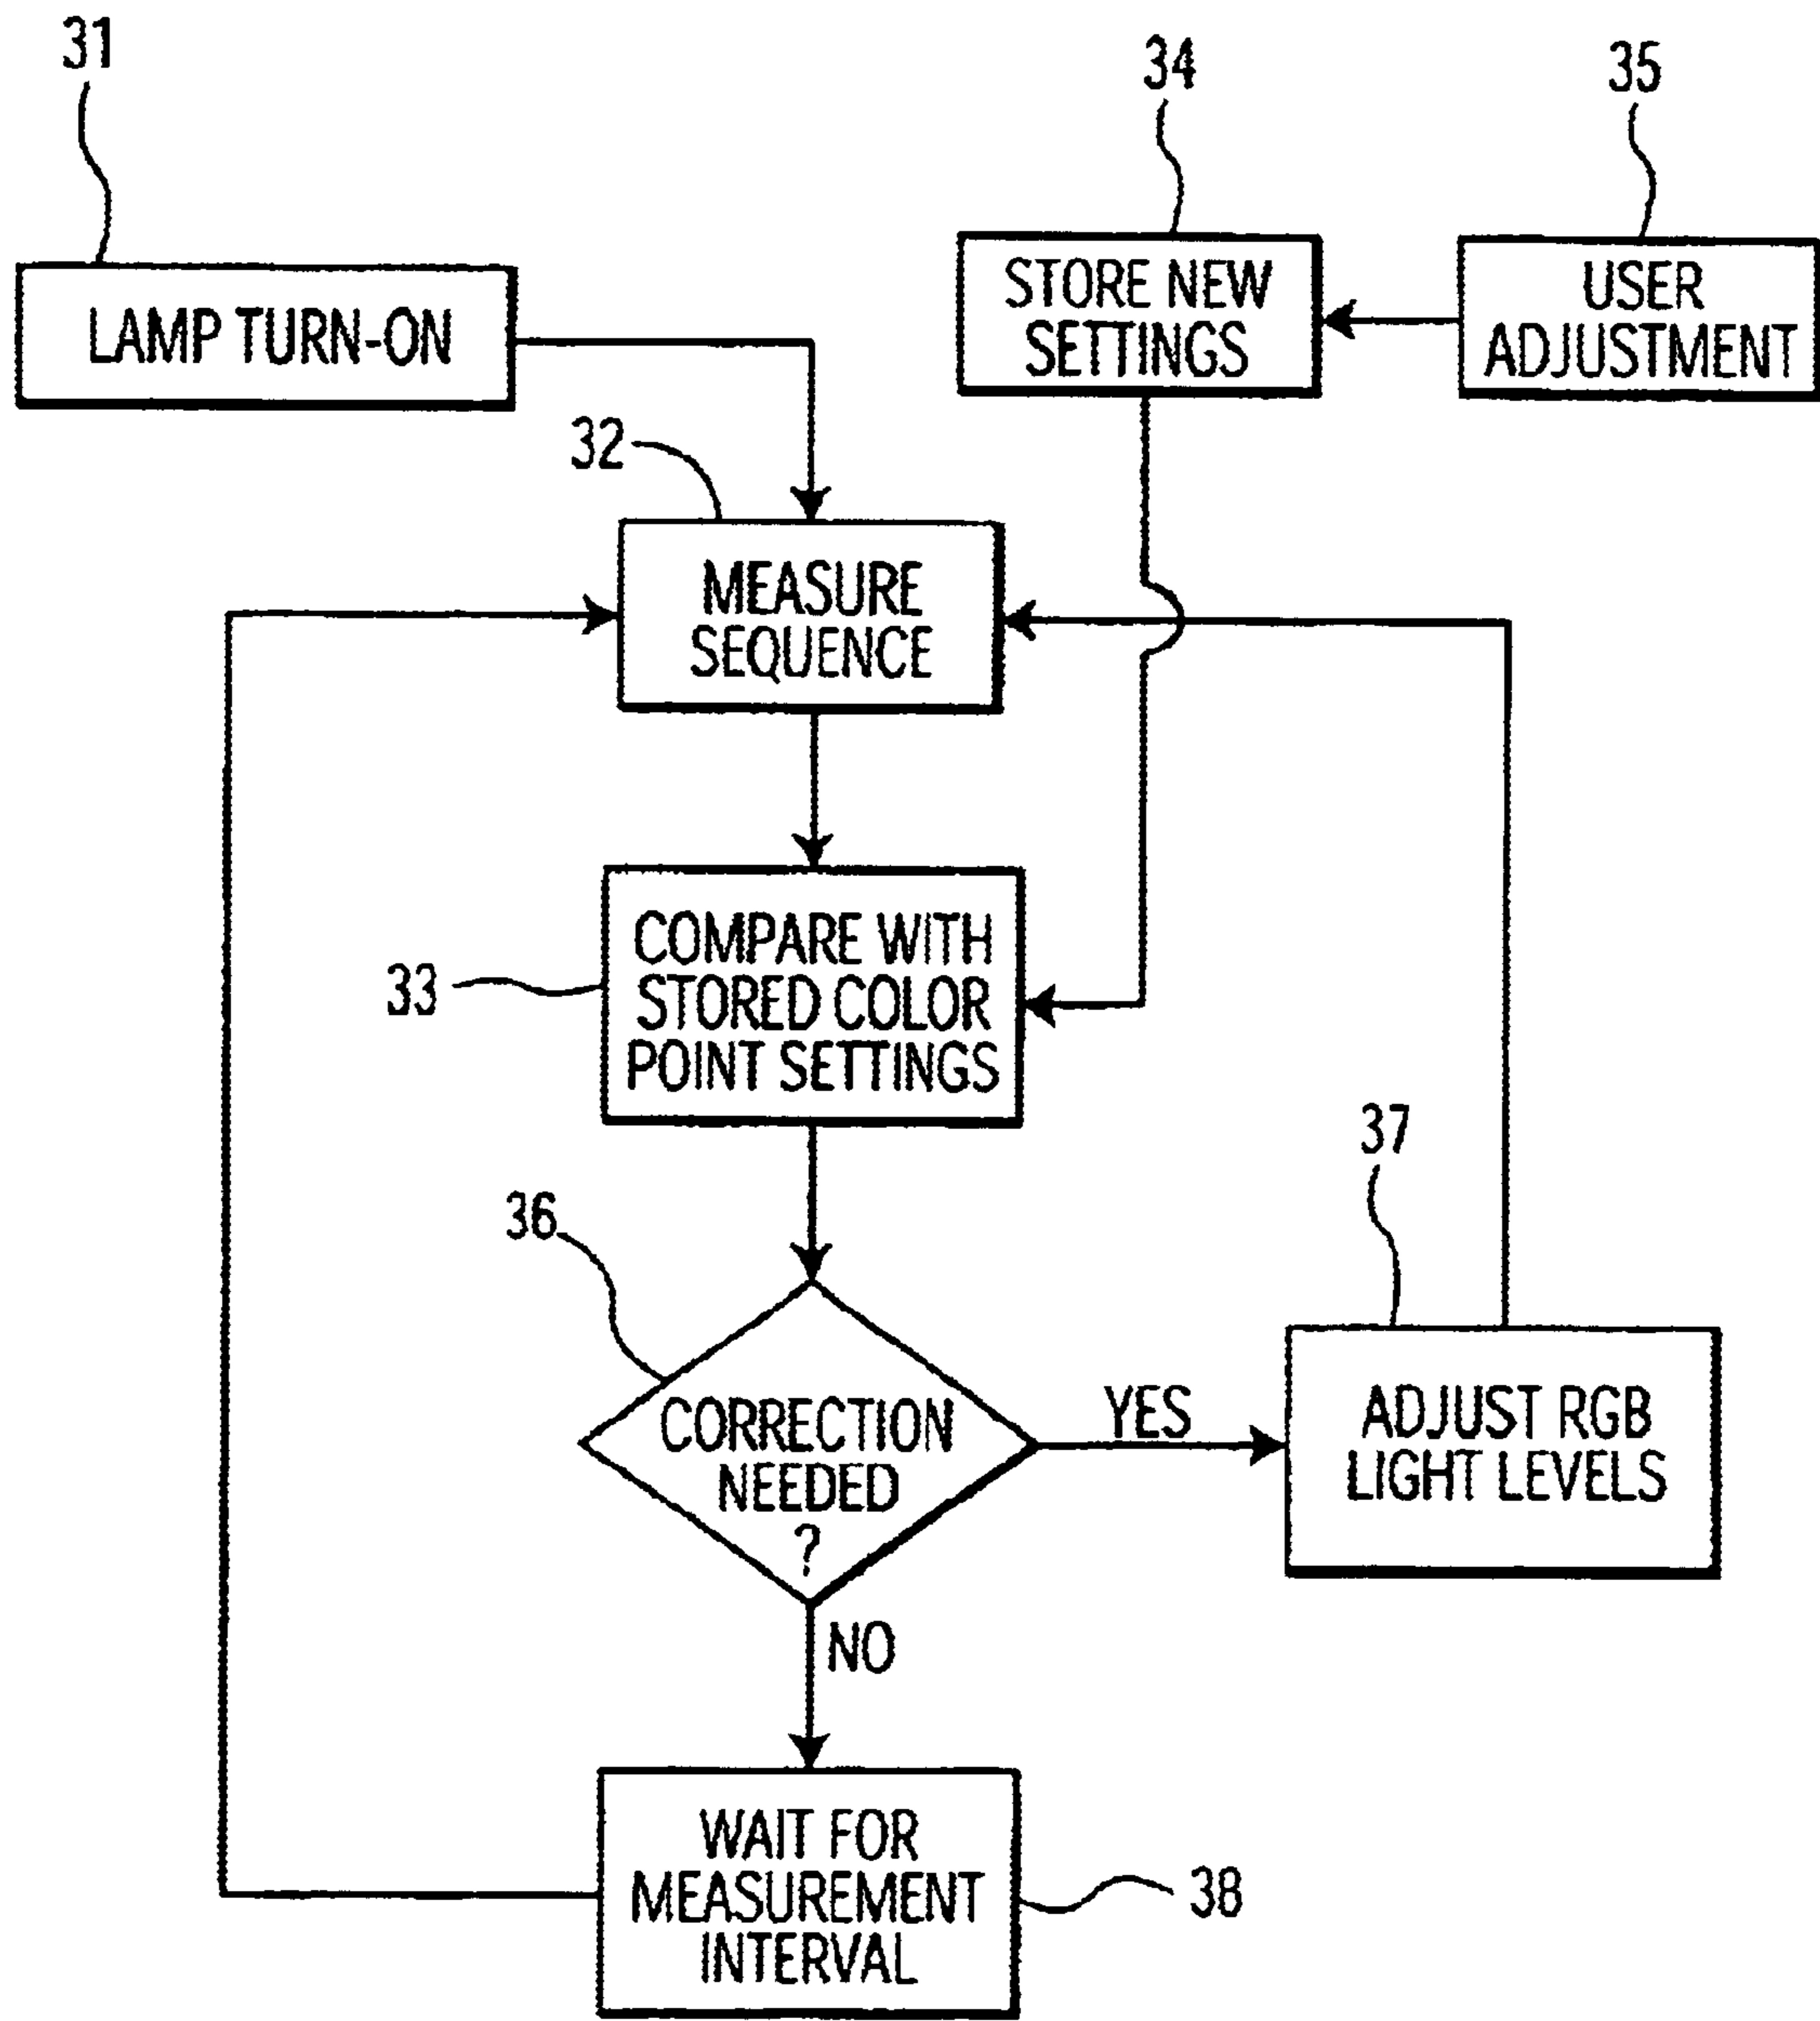 31
34
35
LAMP TURN-ON
STORE NEW
SETTINGS
USER
ADJUSTMENT
32
MEASURE
SEQUENCE
33
COMPARE WITH
STORED COLOR
POINT SETTINGS
37
36
CORRECTION
NEEDED
?
YES
ADJUST RGB
LIGHT LEVELS
NO
WAIT FOR
MEASUREMENT
INTERVAL
38